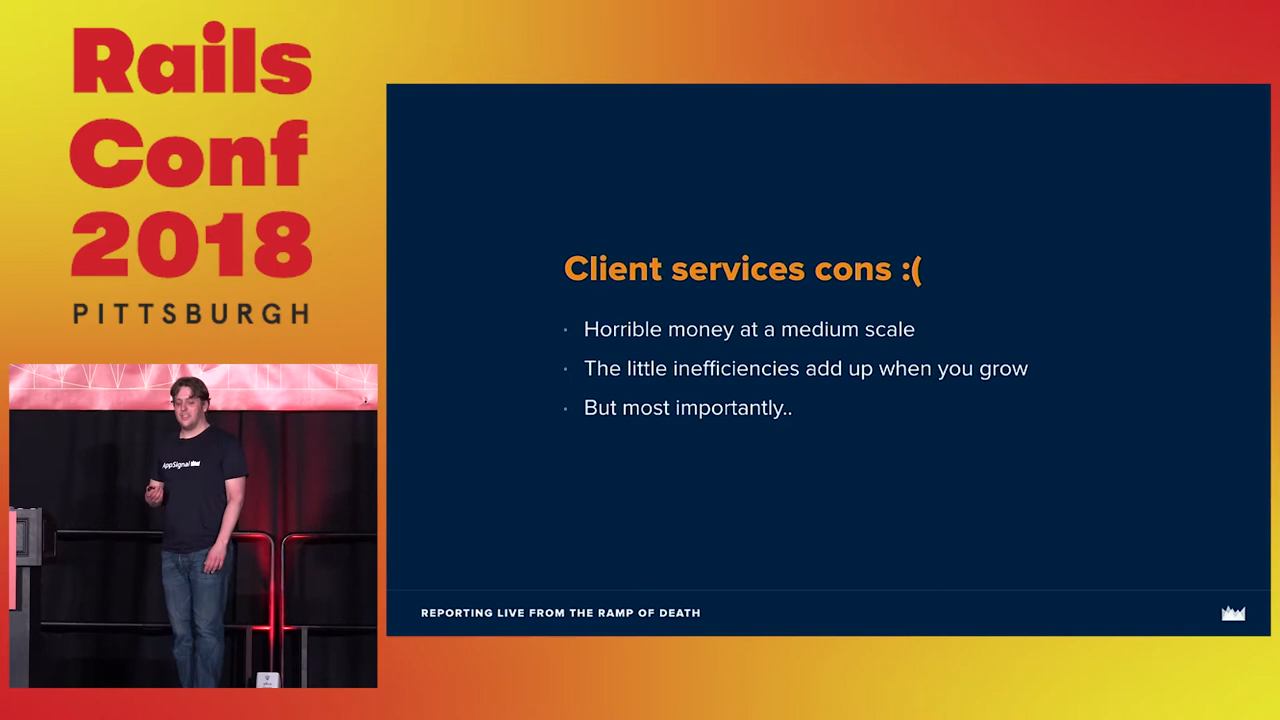 Rails
Conf
2018
PITTSBURGH
AppSignal
Client services cons :(
· Horrible money at a medium scale
· The little inefficiencies add up when you grow
· But most importantly..
REPORTING LIVE FROM THE RAMP OF DEATH